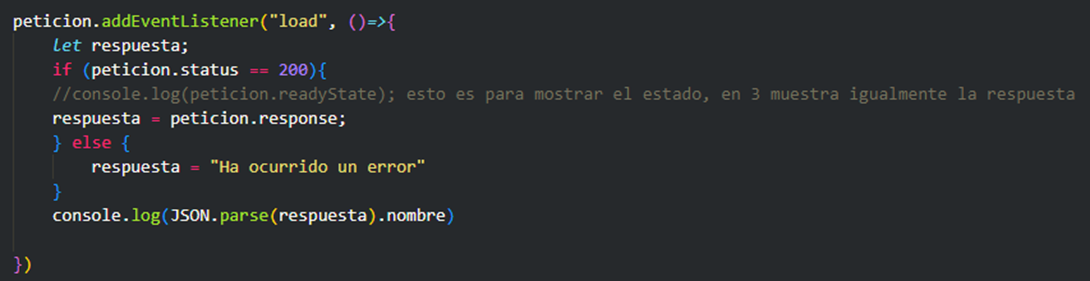 peticion.addEventListener("load", ()=>{
let respuesta;
if (peticion.status == 200){
//console.log(peticion.readyState); esto es para mostrar el estado, en 3 muestra igualmente la respuesta
respuesta = peticion.response;
} else {
respuesta = "Ha ocurrido un error"
}
console.log(JSON.parse(respuesta).nombre)
})